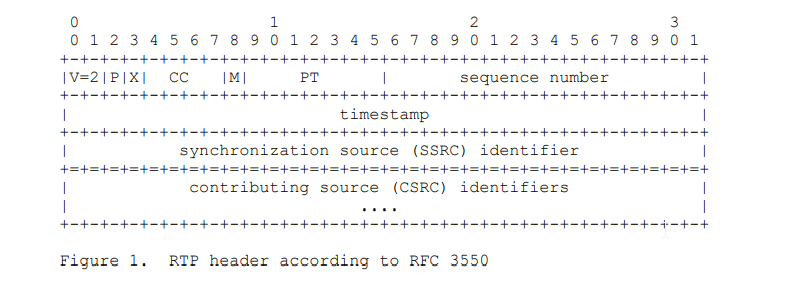 0                   1                   2                   3
0 1 2 3 4 5 6 7 8 9 0 1 2 3 4 5 6 7 8 9 0 1 2 3 4 5 6 7 8 9 0 1
+-+-+-+-+-+-+-+-+-+-+-+-+-+-+-+-+-+-+-+-+-+-+-+-+-+-+-+-+-+-+-+-+
|V=2|P|X|  CC   |M|     PT      |       sequence number         |
+-+-+-+-+-+-+-+-+-+-+-+-+-+-+-+-+-+-+-+-+-+-+-+-+-+-+-+-+-+-+-+-+
|                           timestamp                           |
+-+-+-+-+-+-+-+-+-+-+-+-+-+-+-+-+-+-+-+-+-+-+-+-+-+-+-+-+-+-+-+-+
|           synchronization source (SSRC) identifier            |
+=+=+=+=+=+=+=+=+=+=+=+=+=+=+=+=+=+=+=+=+=+=+=+=+=+=+=+=+=+=+=+=+
|            contributing source (CSRC) identifiers             |
|                             ....                              |
+-+-+-+-+-+-+-+-+-+-+-+-+-+-+-+-+-+-+-+-+-+-+-+-+-+-+-+-+-+-+-+-+
Figure 1.  RTP header according to RFC 3550